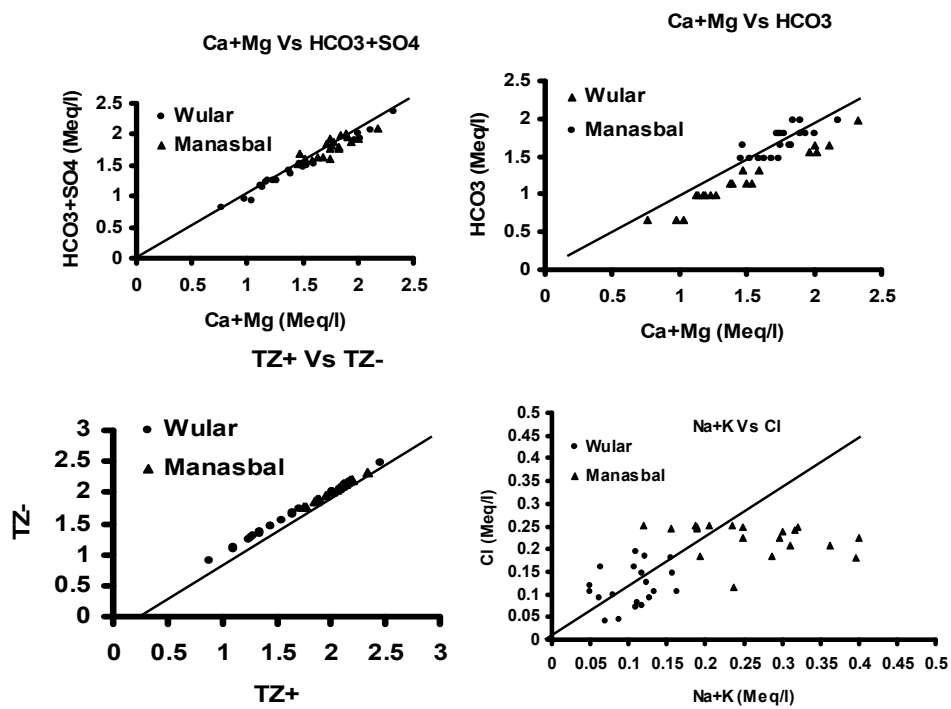 Ca+Mg Vs HCO3+SO4
HCO3+SO4 (Meq/l)
2.5
2
1.5
1
0.5
0
Wular
Manasbal
0 0.5 1 1.5 2 2.5
Ca+Mg (Meq/l)
Ca+Mg Vs HCO3
HCO3 (Meq/l)
2.5
2
1.5
1
0.5
0
Wular
Manasbal
0 0.5 1 1.5 2 2.5
Ca+Mg (Meq/l)
TZ+ Vs TZ-
TZ-
3
2.5
2
1.5
1
0.5
0
Wular
Manasbal
0 0.5 1 1.5 2 2.5 3
TZ+
Na+K Vs Cl
Cl (Meq/l)
0.5
0.45
0.4
0.35
0.3
0.25
0.2
0.15
0.1
0.05
0
Wular
Manasbal
0 0.05 0.1 0.15 0.2 0.25 0.3 0.35 0.4 0.45 0.5
Na+K (Meq/l)